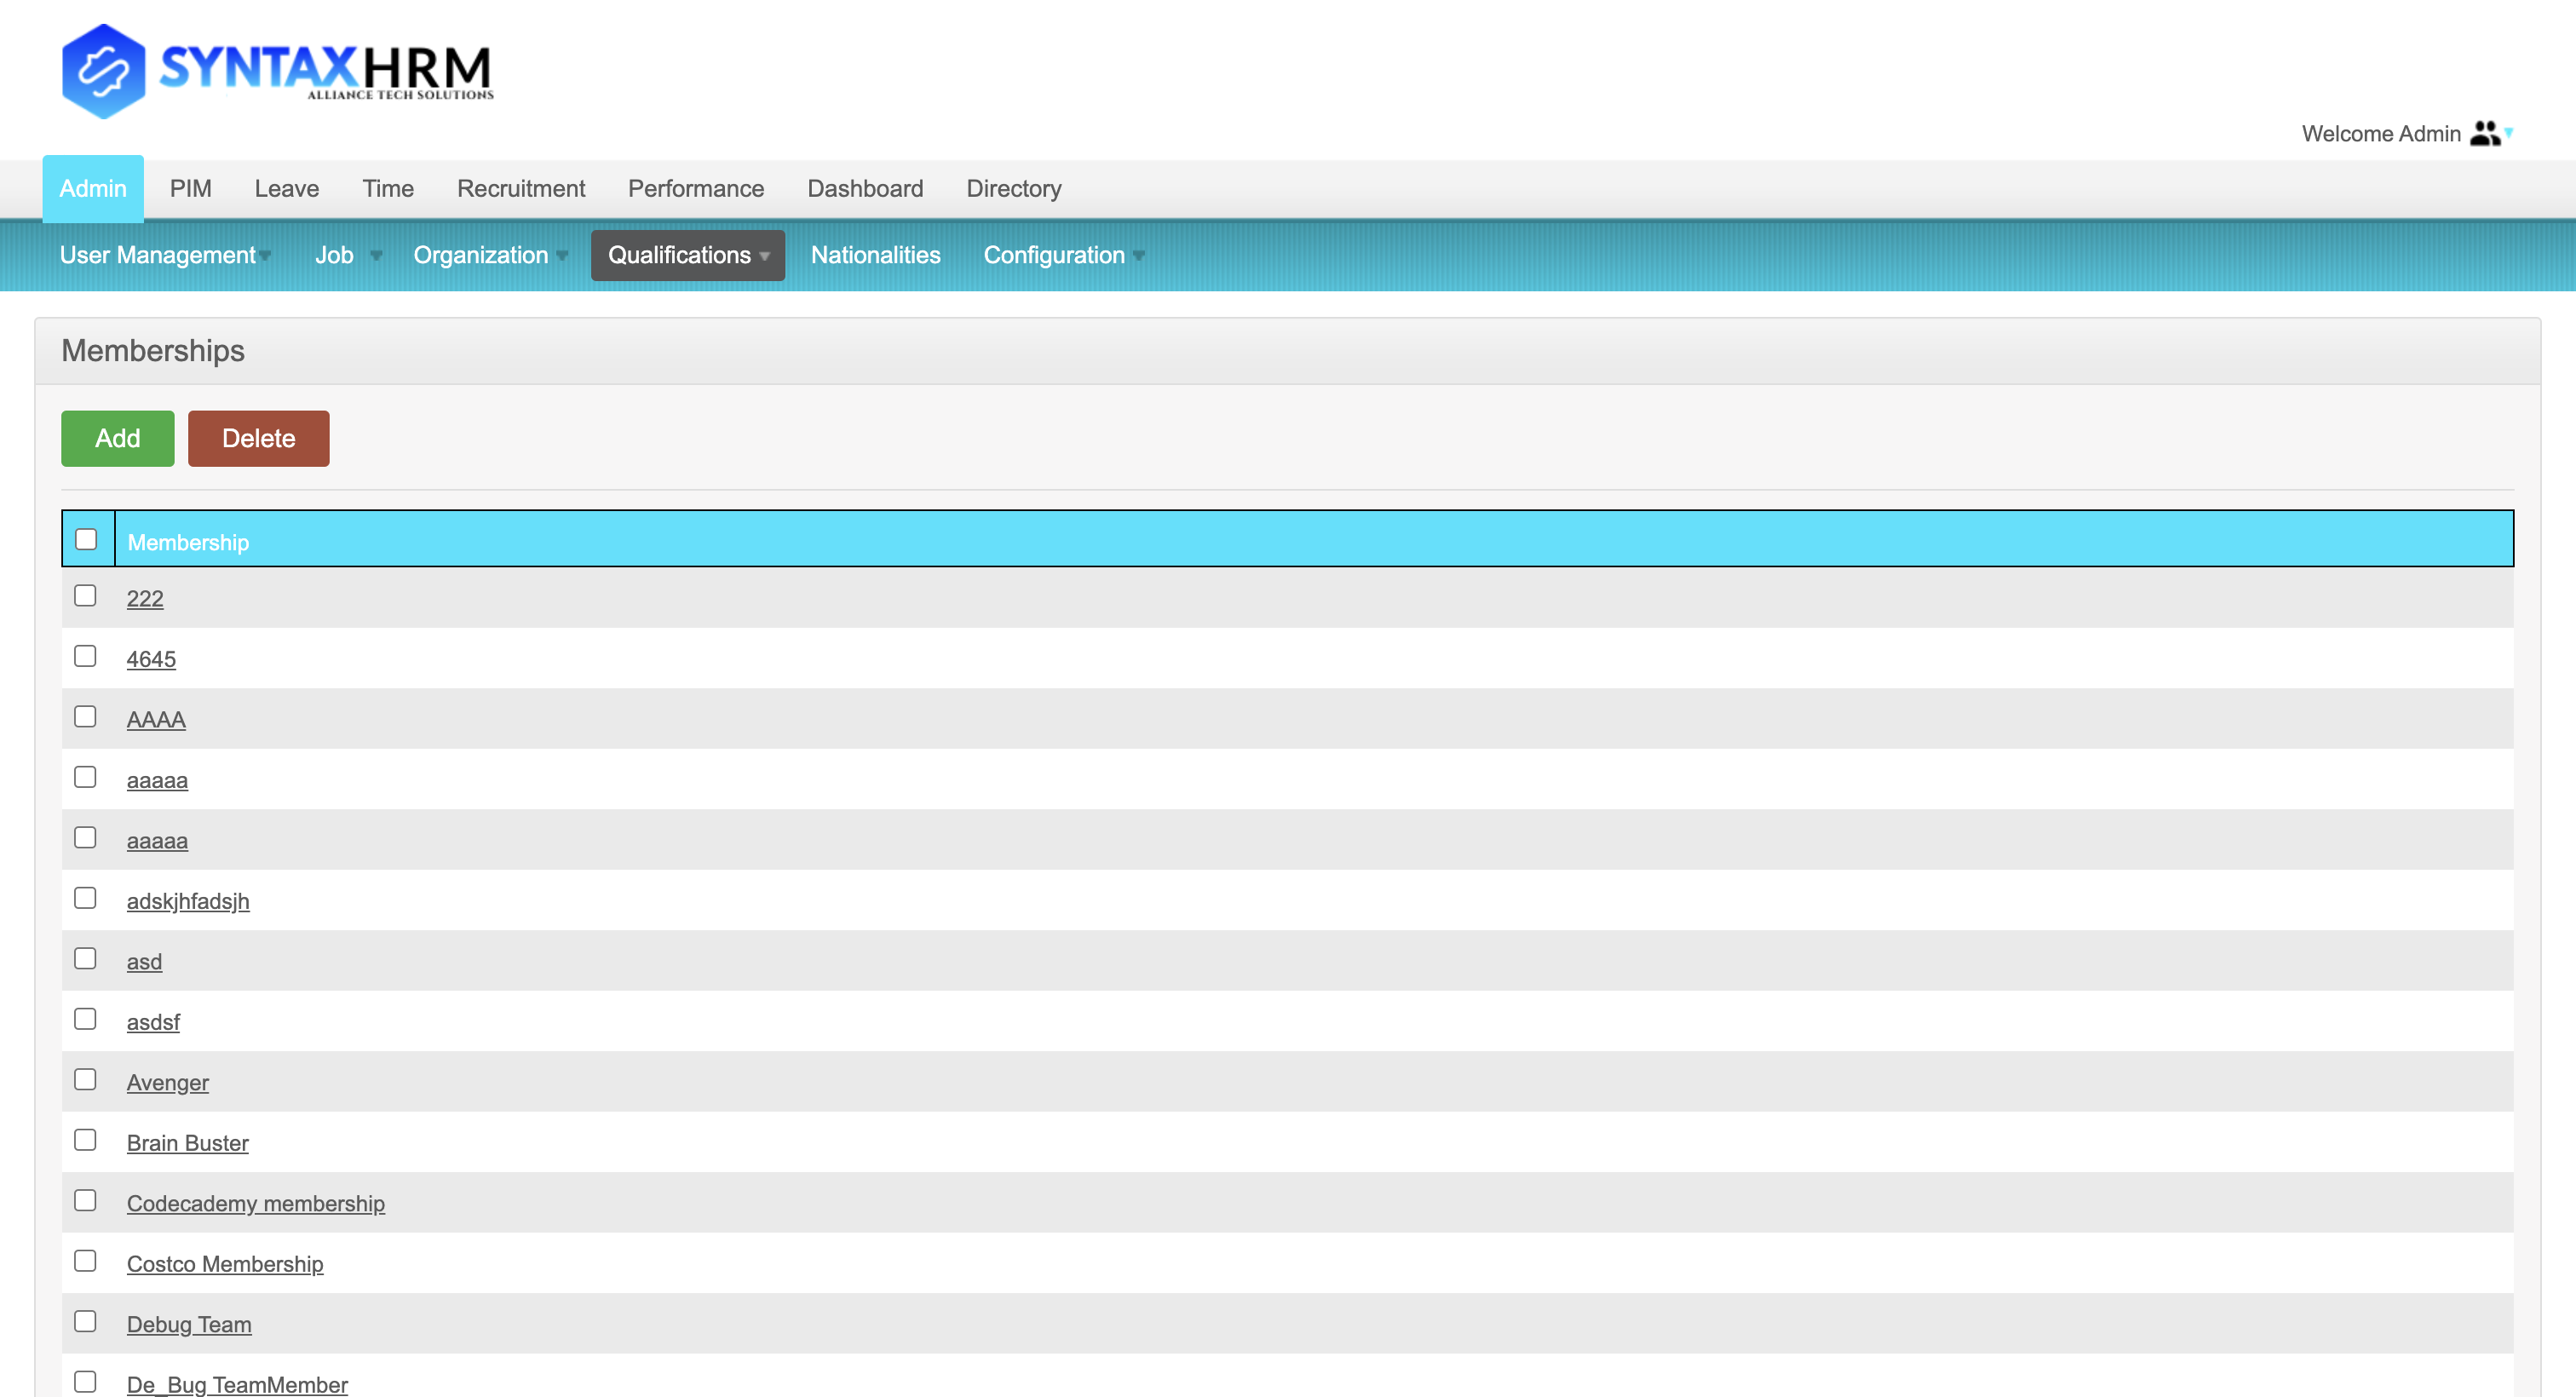 SYNTAXHRM
ALLIANCE TECH SOLUTIONS
Welcome Admin
Admin PIM Leave Time Recruitment Performance Dashboard Directory
User Management Job Organization Qualifications Nationalities Configuration
Memberships
Add Delete
Membership
222
4645
AAAA
aaaaa
aaaaa
adskjhfadsjh
asd
asdsf
Avenger
Brain Buster
Codecademy membership
Costco Membership
Debug Team
De_Bug TeamMember